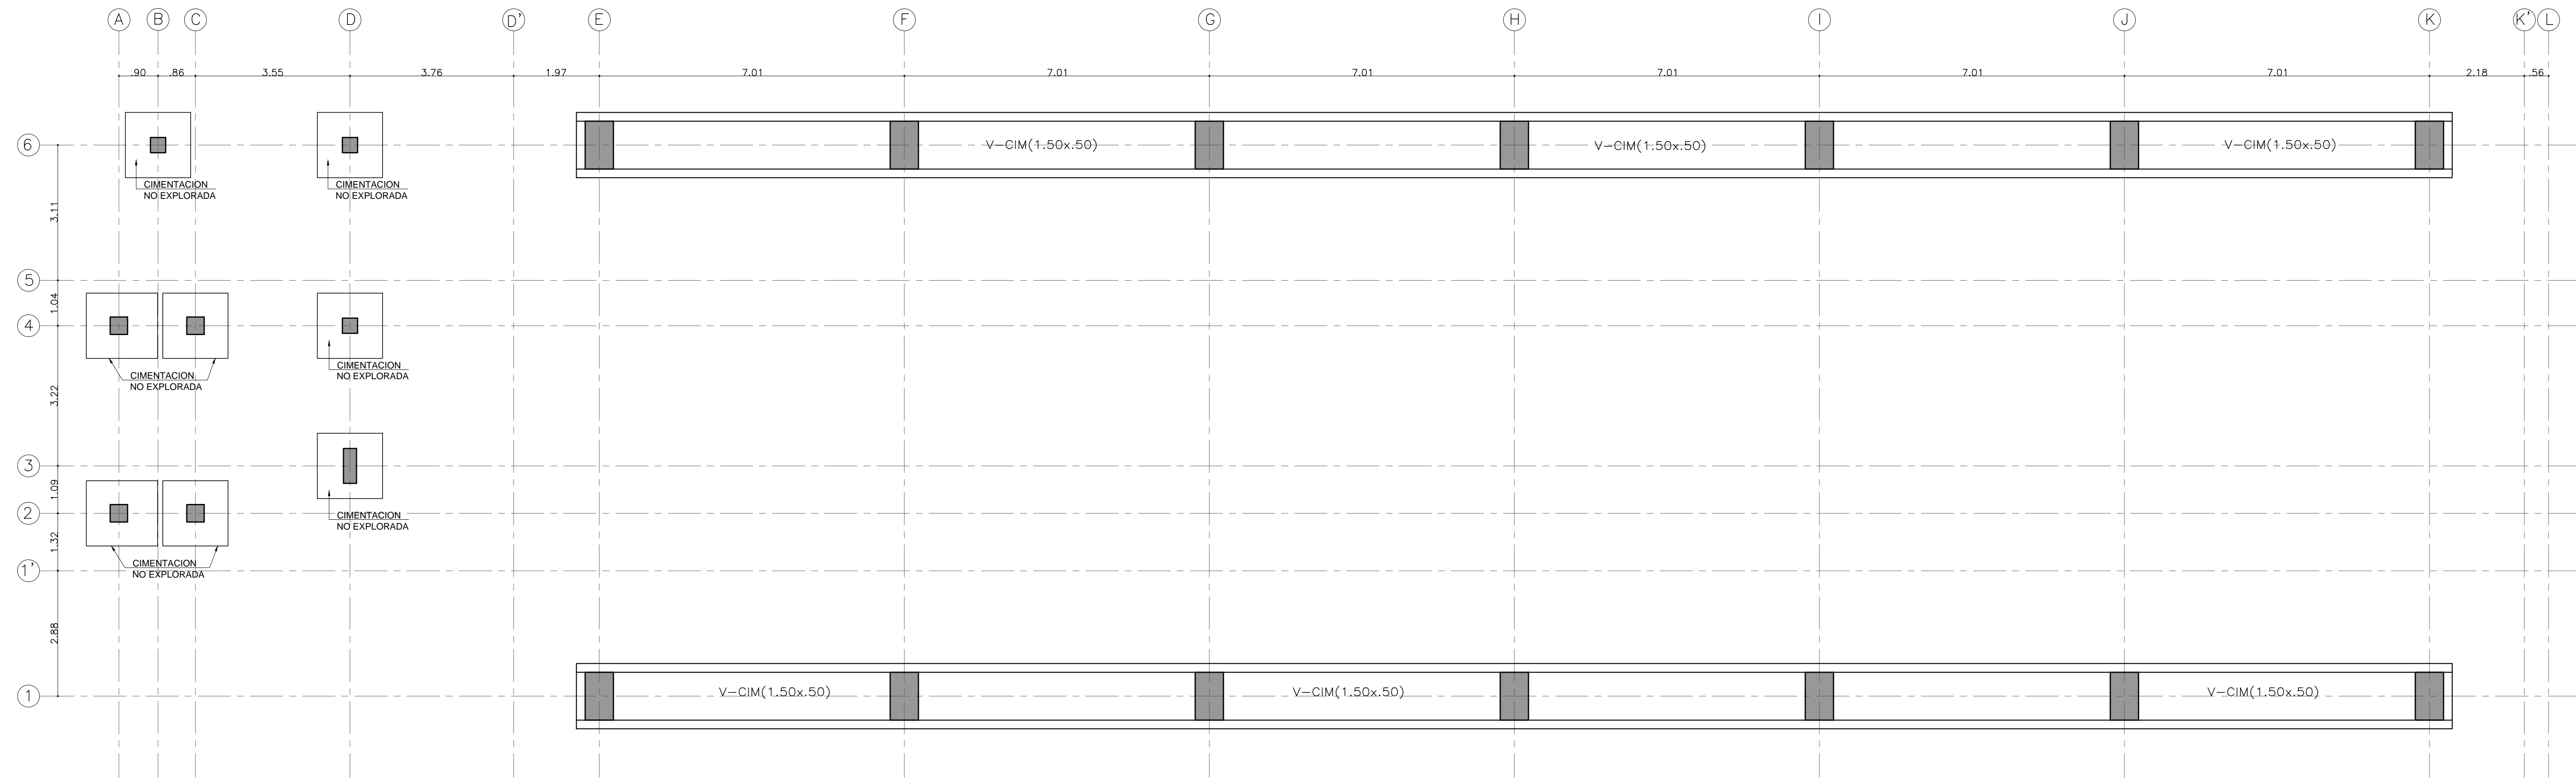 A B C D D' E F G H I J K K' L
.90 .86 3.55 3.76 1.97 7.01 7.01 7.01 7.01 7.01 7.01 2.18 .56
6
V-CIM(1.50x.50) V-CIM(1.50x.50) V-CIM(1.50x.50)
CIMENTACION
NO EXPLORADA
CIMENTACION
NO EXPLORADA
3.11
5
1.04
4
CIMENTACION
NO EXPLORADA
CIMENTACION
NO EXPLORADA
3.22
3
1.09
CIMENTACION
NO EXPLORADA
2
1.32
CIMENTACION
NO EXPLORADA
1'
2.88
1
V-CIM(1.50x.50) V-CIM(1.50x.50) V-CIM(1.50x.50)